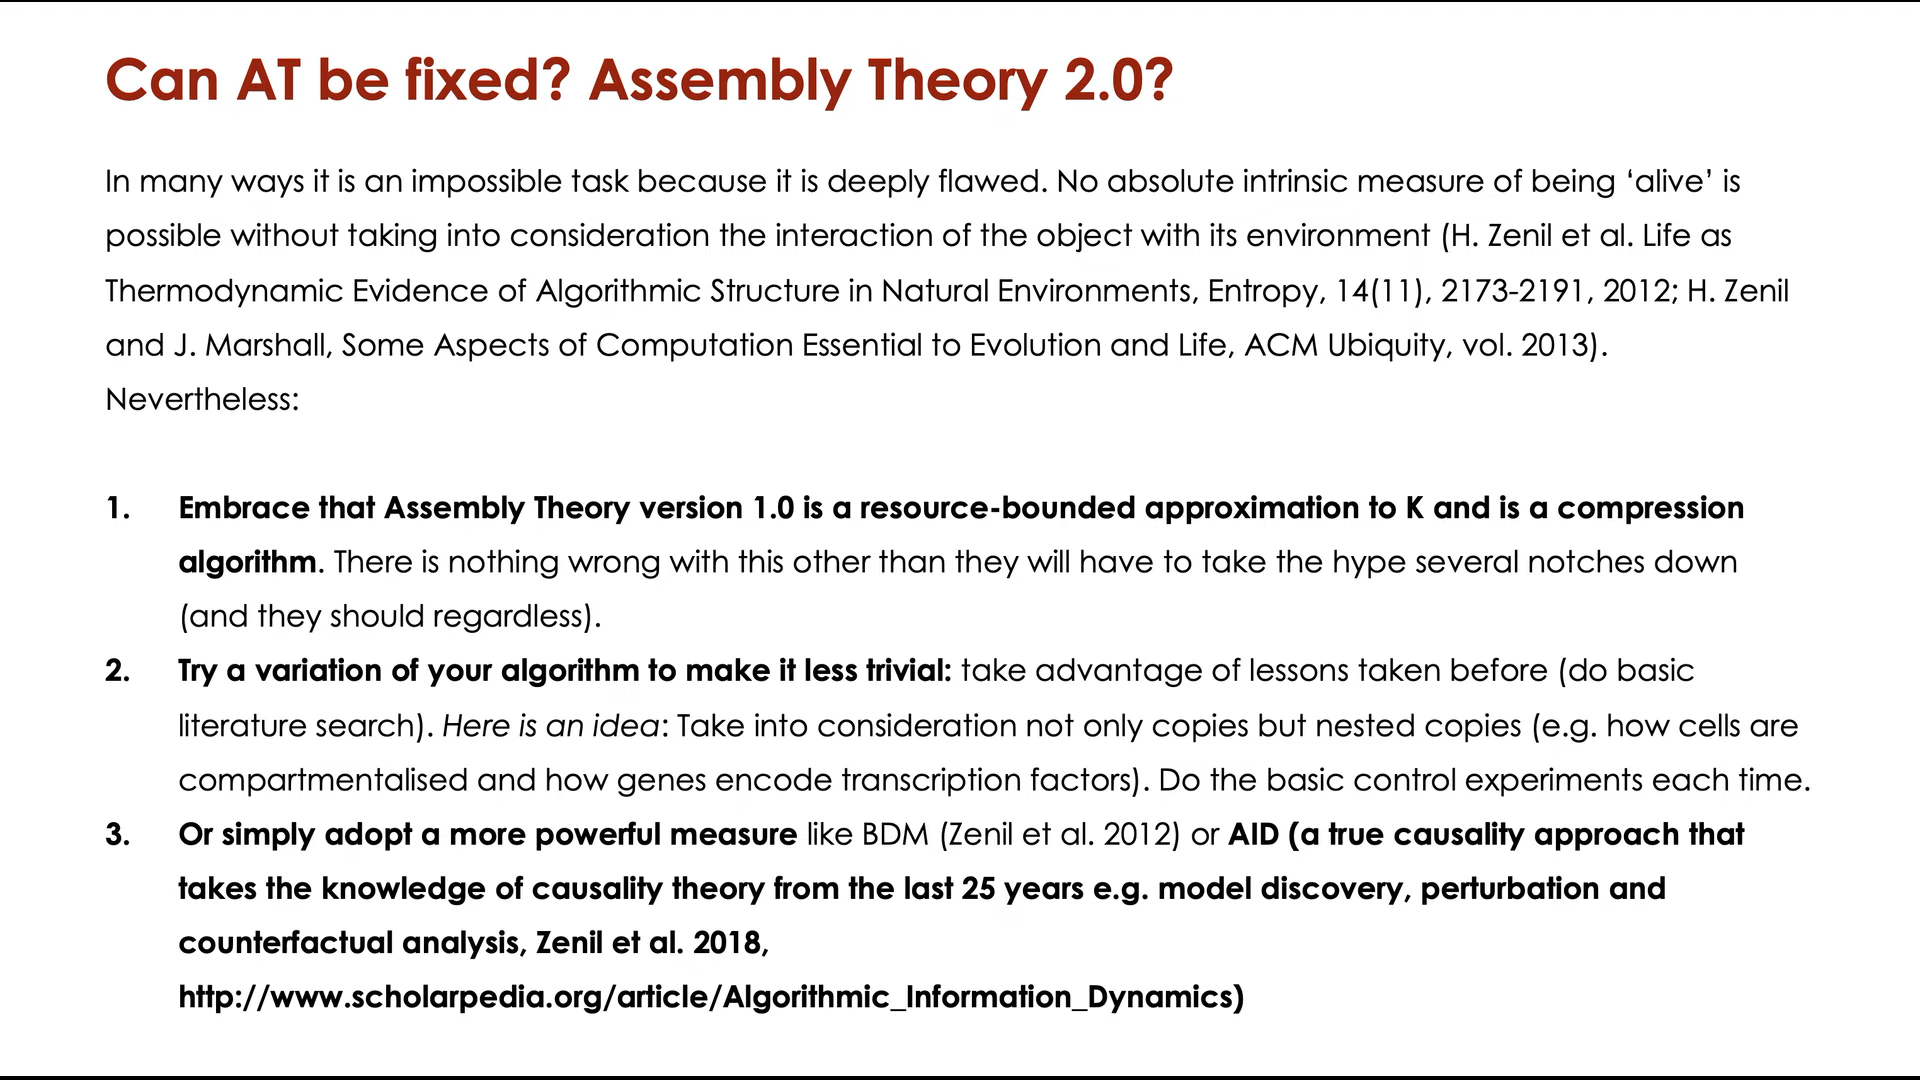 Can AT be fixed? Assembly Theory 2.0?
In many ways it is an impossible task because it is deeply flawed. No absolute intrinsic measure of being ‘alive’ is
possible without taking into consideration the interaction of the object with its environment (H. Zenil et al. Life as
Thermodynamic Evidence of Algorithmic Structure in Natural Environments, Entropy, 14(11), 2173-2191, 2012; H. Zenil
and J. Marshall, Some Aspects of Computation Essential to Evolution and Life, ACM Ubiquity, vol. 2013).
Nevertheless:
1. Embrace that Assembly Theory version 1.0 is a resource-bounded approximation to K and is a compression
algorithm. There is nothing wrong with this other than they will have to take the hype several notches down
(and they should regardless).
2. Try a variation of your algorithm to make it less trivial: take advantage of lessons taken before (do basic
literature search). Here is an idea: Take into consideration not only copies but nested copies (e.g. how cells are
compartmentalised and how genes encode transcription factors). Do the basic control experiments each time.
3. Or simply adopt a more powerful measure like BDM (Zenil et al. 2012) or AID (a true causality approach that
takes the knowledge of causality theory from the last 25 years e.g. model discovery, perturbation and
counterfactual analysis, Zenil et al. 2018,
http://www.scholarpedia.org/article/Algorithmic_Information_Dynamics)